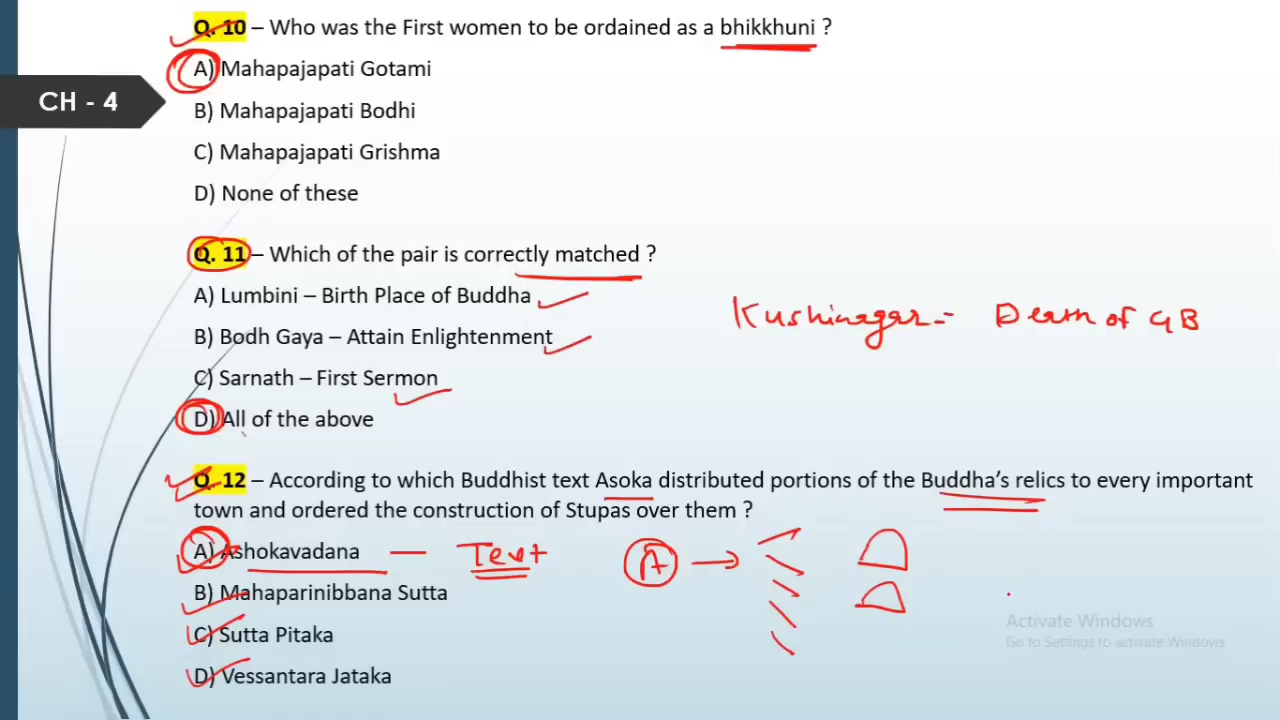 Q. 10 – Who was the First women to be ordained as a bhikkhuni ?
A) Mahapajapati Gotami
CH - 4
B) Mahapajapati Bodhi
C) Mahapajapati Grishma
D) None of these
Q. 11 – Which of the pair is correctly matched ?
A) Lumbini – Birth Place of Buddha
Kushinagar - Death of GB
B) Bodh Gaya – Attain Enlightenment
C) Sarnath – First Sermon
D) All of the above
Q. 12 – According to which Buddhist text Asoka distributed portions of the Buddha's relics to every important
town and ordered the construction of Stupas over them ?
A) Ashokavadana — Text A
B) Mahaparinibbana Sutta
C) Sutta Pitaka
D) Vessantara Jataka
Activate Windows
Go to Settings to activate Windows.